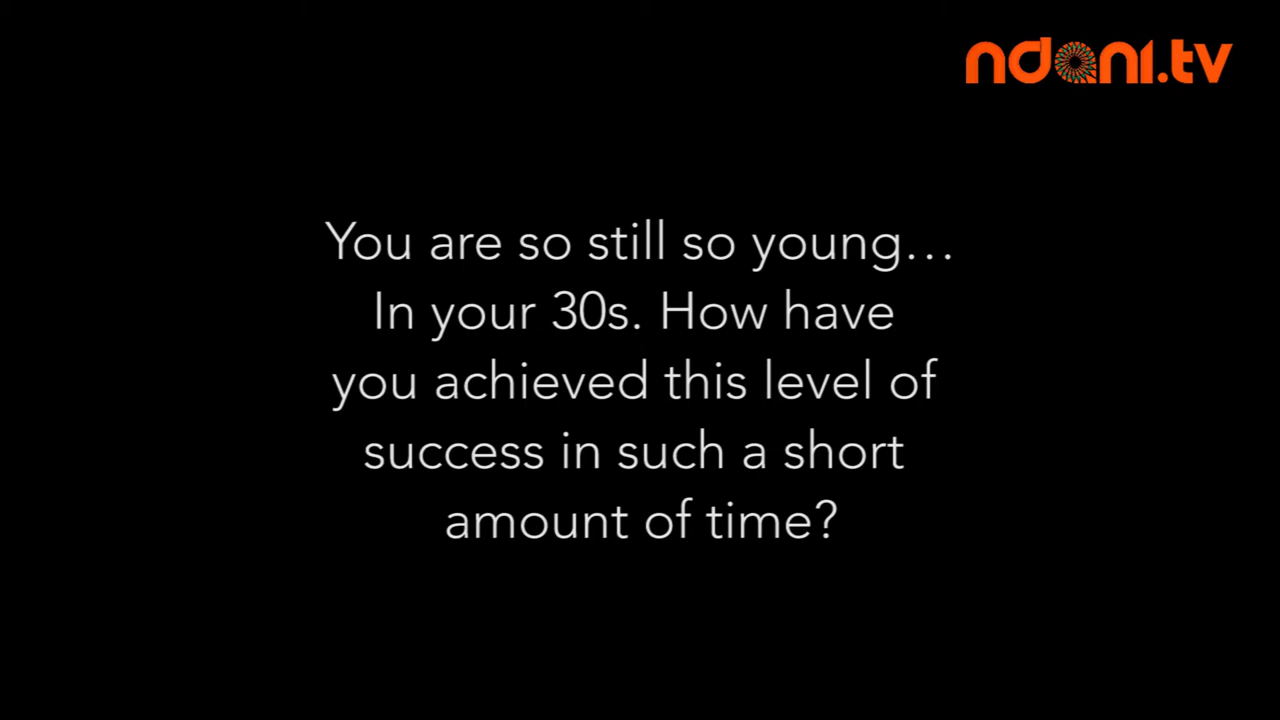 ndani.tv
You are so still so young...
In your 30s. How have
you achieved this level of
success in such a short
amount of time?